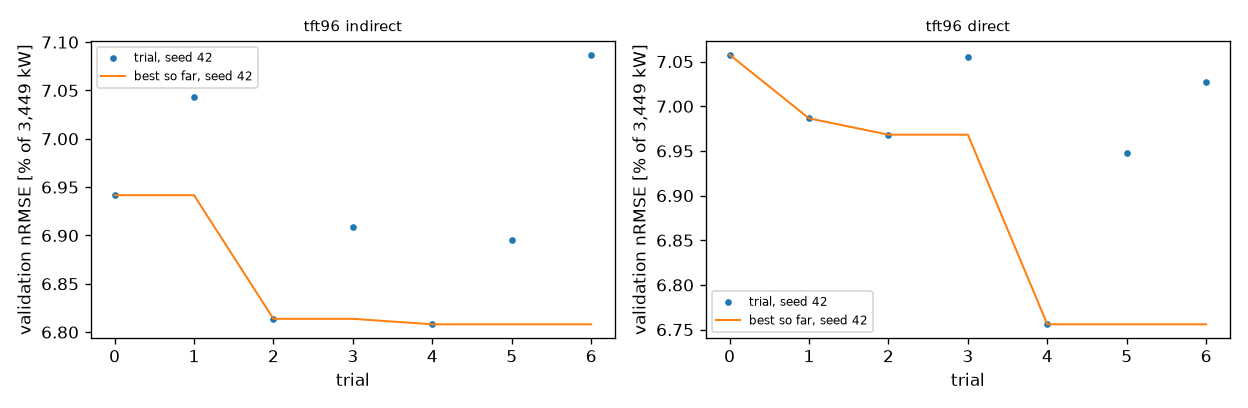 tft96 indirect
validation nRMSE [% of 3,449 kW]
7.10
7.05
7.00
6.95
6.90
6.85
6.80
trial, seed 42
best so far, seed 42
0 1 2 3 4 5 6
trial
tft96 direct
validation nRMSE [% of 3,449 kW]
7.05
7.00
6.95
6.90
6.85
6.80
6.75
trial, seed 42
best so far, seed 42
0 1 2 3 4 5 6
trial